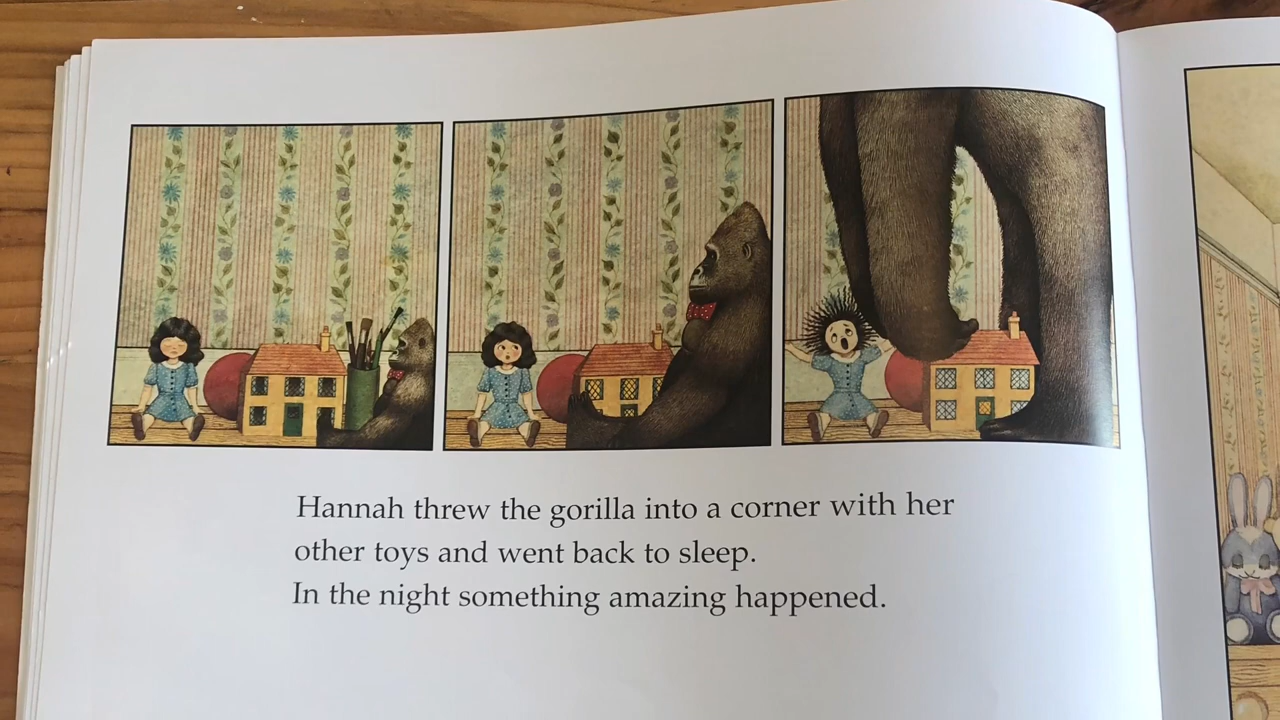 Hannah threw the gorilla into a corner with her
other toys and went back to sleep.
In the night something amazing happened.